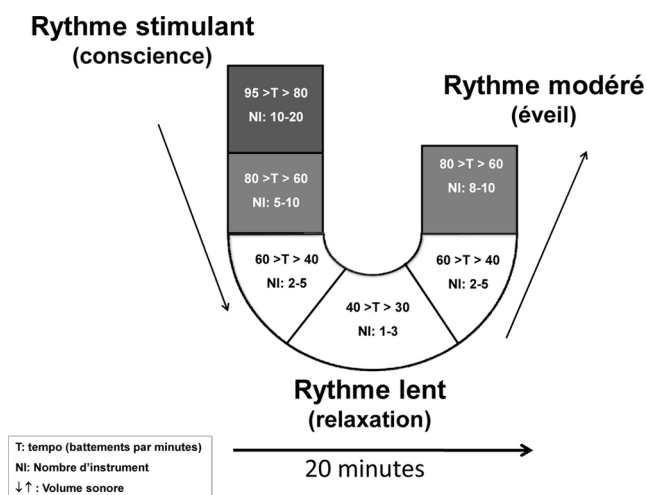 Rythme stimulant
(conscience)
95 >T > 80
NI: 10-20
80 >T > 60
NI: 5-10
60 >T > 40
NI: 2-5
40 >T > 30
NI: 1-3
60 >T > 40
NI: 2-5
80 >T > 60
NI: 8-10
Rythme modéré
(éveil)
Rythme lent
(relaxation)
20 minutes
T: tempo (battements par minutes)
NI: Nombre d’instrument
↓↑ : Volume sonore